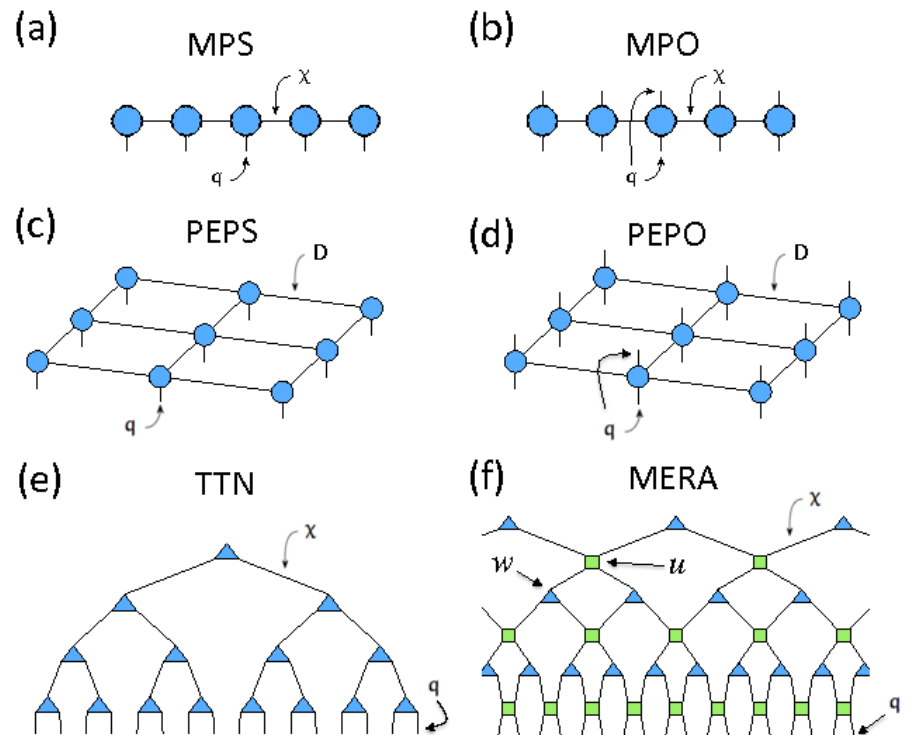 (a)
MPS
χ
q
(b)
MPO
χ
q
(c)
PEPS
D
q
(d)
PEPO
D
q
(e)
TTN
χ
q
(f)
MERA
χ
w
u
q